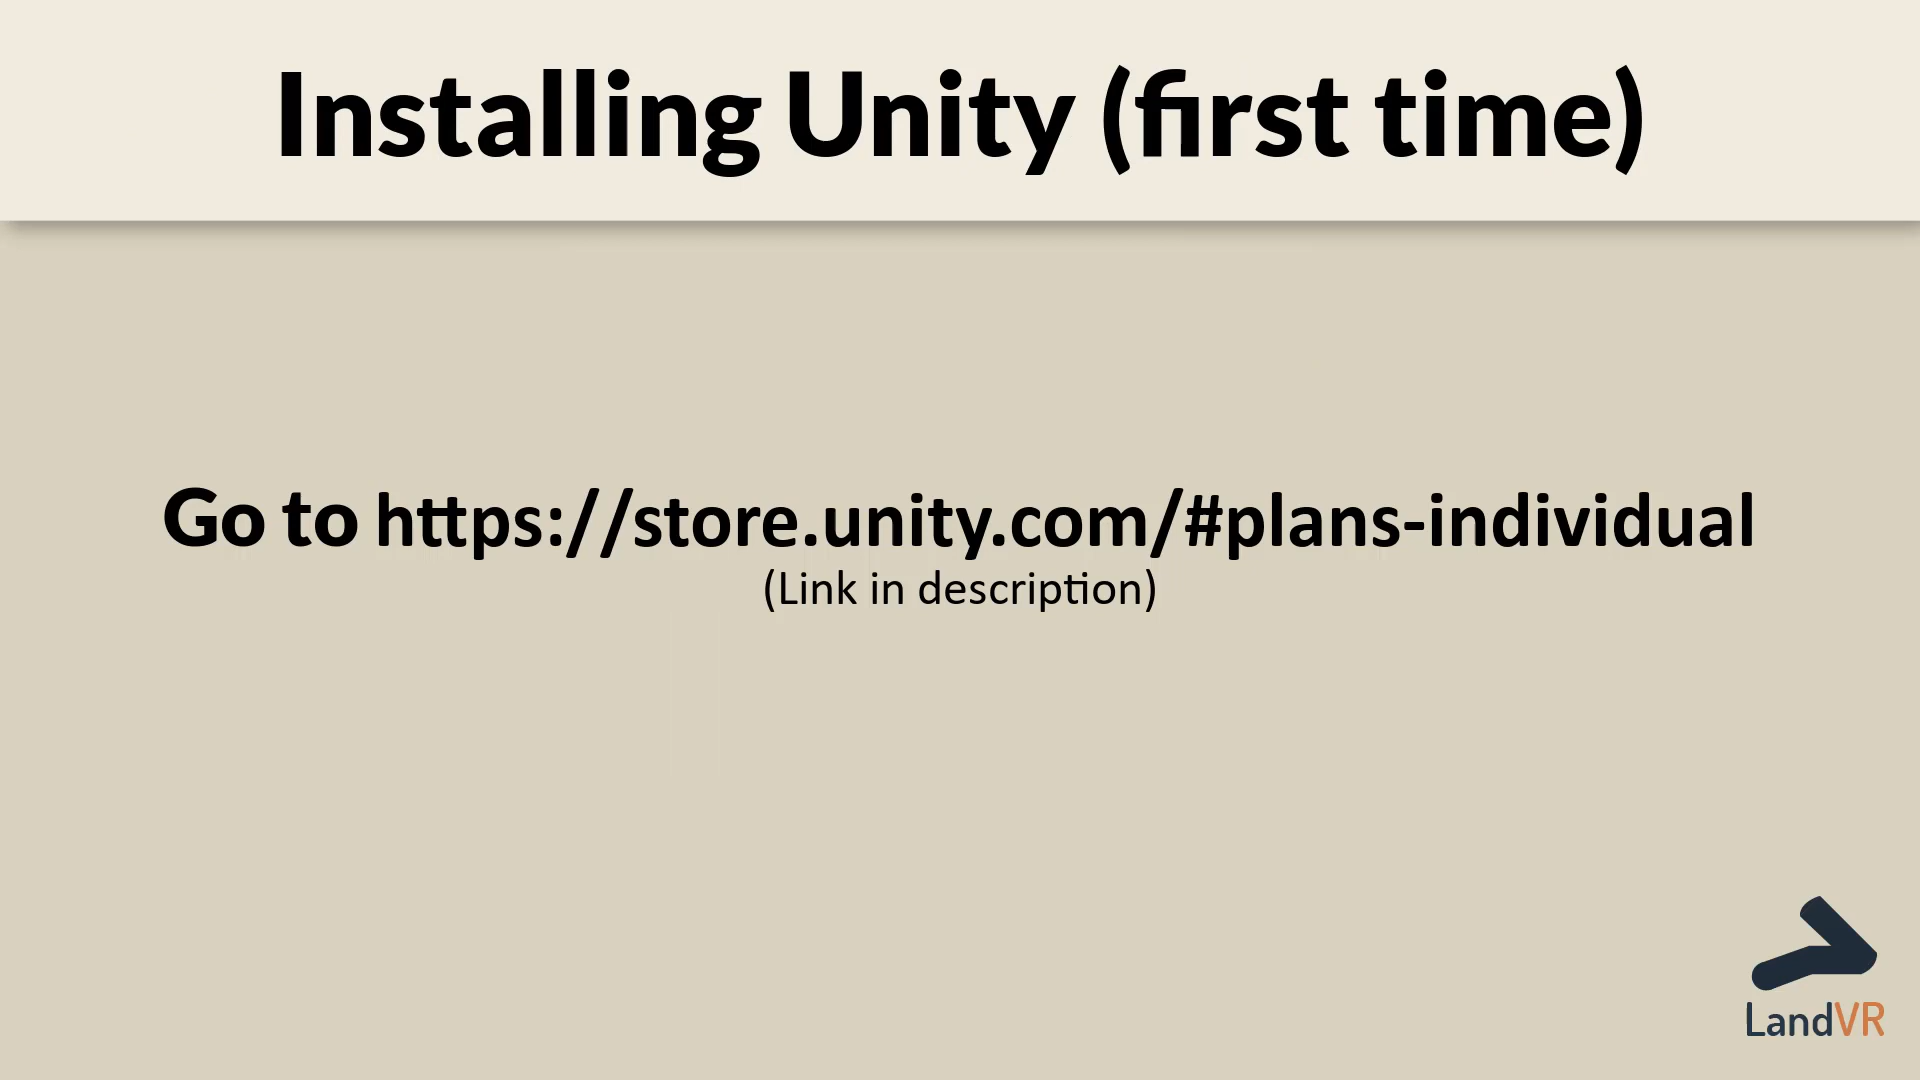 Installing Unity (first time)
Go to https://store.unity.com/#plans-individual
(Link in description)
LandVR